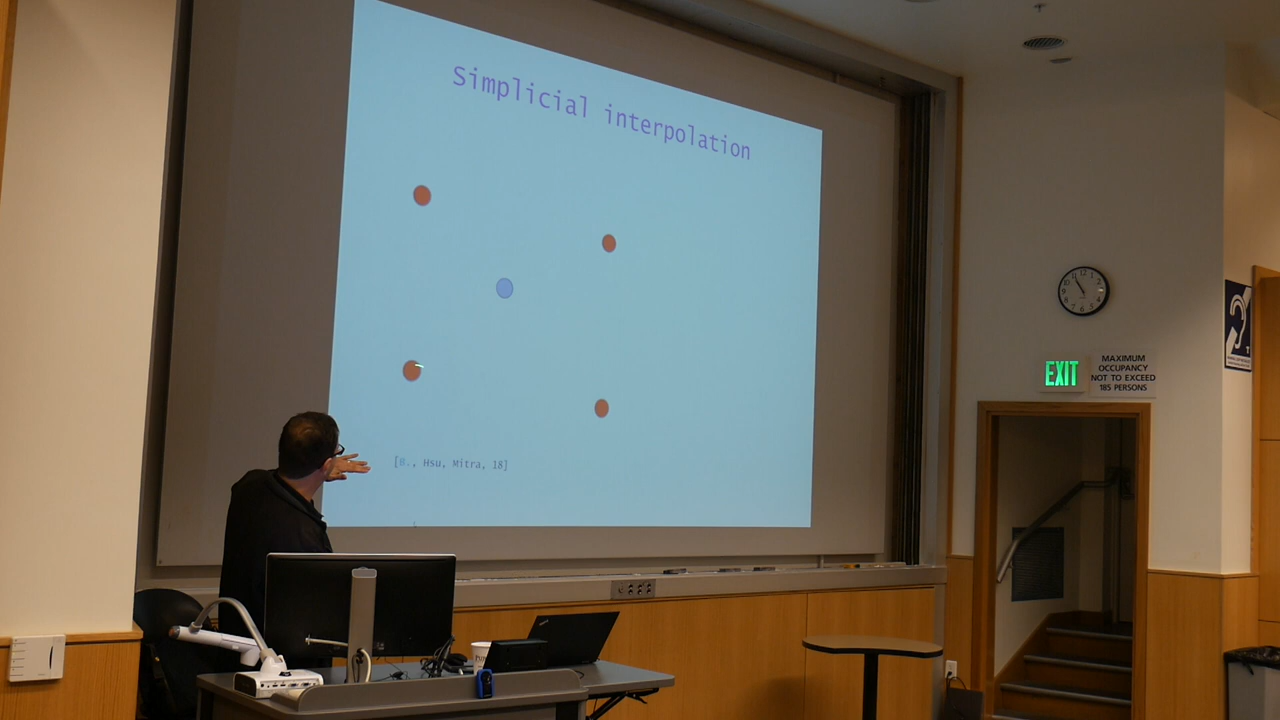 Simplicial interpolation
[B., Hsu, Mitra, 18]
EXIT
MAXIMUM
OCCUPANCY
NOT TO EXCEED
185 PERSONS